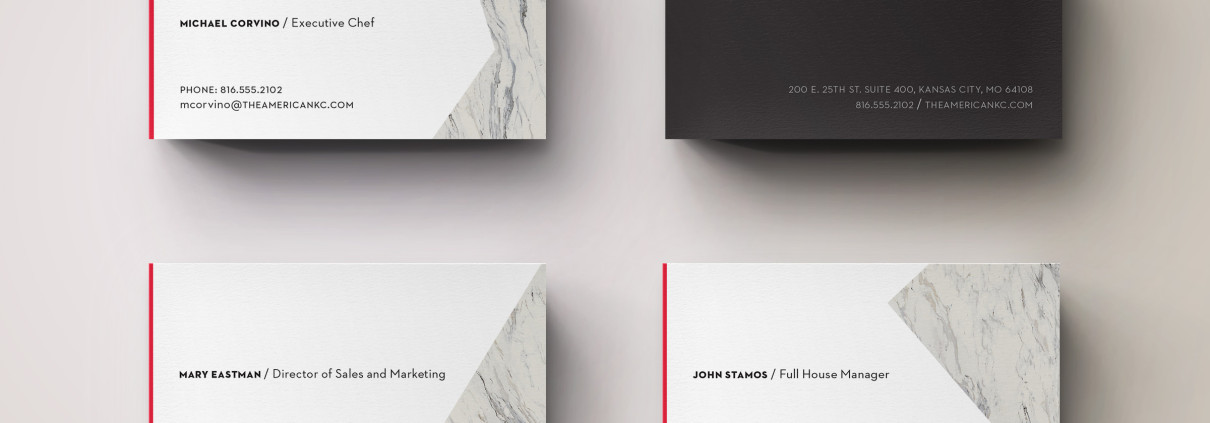 MICHAEL CORVINO / Executive Chef
PHONE: 816.555.2102
mcorvino@THEAMERICANKC.COM
200 E. 25TH ST. SUITE 400, KANSAS CITY, MO 64108
816.555.2102 / THEAMERICANKC.COM
MARY EASTMAN / Director of Sales and Marketing
JOHN STAMOS / Full House Manager